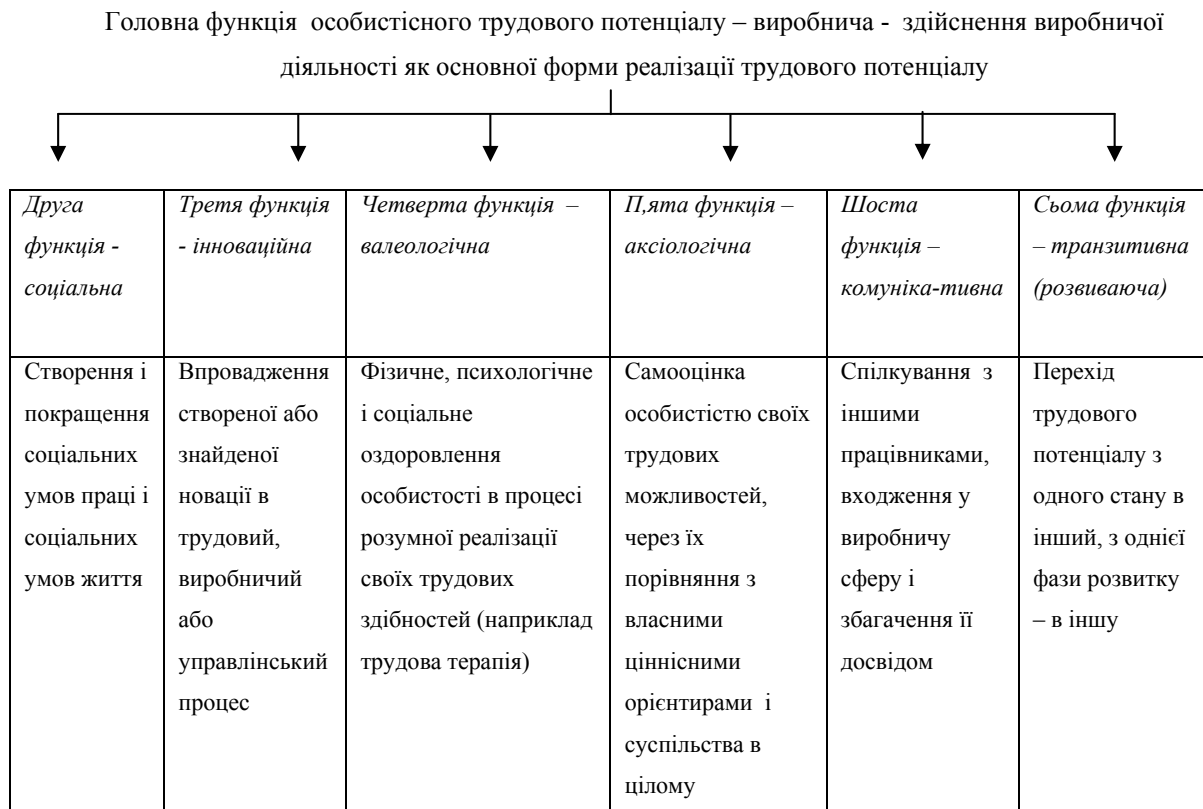 Головна функція особистісного трудового потенціалу – виробнича - здійснення виробничої
діяльності як основної форми реалізації трудового потенціалу
Друга
функція -
соціальна
Третя функція
- інноваційна
Четверта функція –
валеологічна
П,ята функція –
аксіологічна
Шоста
функція –
комуніка-тивна
Сьома функція
– транзитивна
(розвиваюча)
Створення і
покращення
соціальних
умов праці і
соціальних
умов життя
Впровадження
створеної або
знайденої
новації в
трудовий,
виробничий
або
управлінський
процес
Фізичне, психологічне
і соціальне
оздоровлення
особистості в процесі
розумної реалізації
своїх трудових
здібностей (наприклад
трудова терапія)
Самооцінка
особистістю своїх
трудових
можливостей,
через їх
порівняння з
власними
ціннісними
орієнтирами і
суспільства в
цілому
Спілкування з
іншими
працівниками,
входження у
виробничу
сферу і
збагачення її
досвідом
Перехід
трудового
потенціалу з
одного стану в
інший, з однієї
фази розвитку
– в іншу